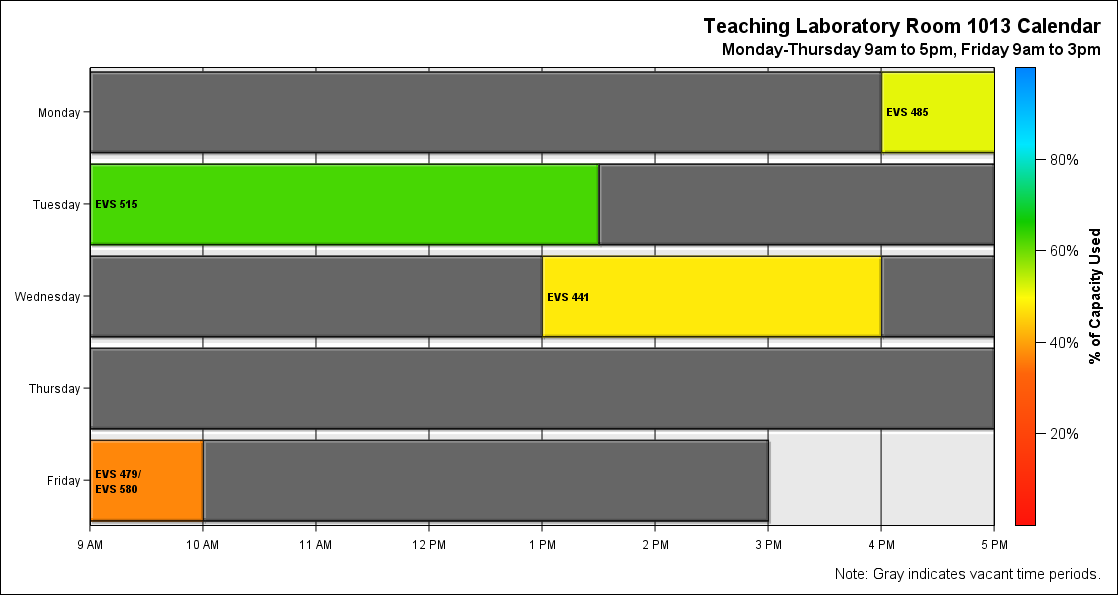 Teaching Laboratory Room 1013 Calendar
Monday-Thursday 9am to 5pm, Friday 9am to 3pm
Monday
EVS 485
Tuesday
EVS 515
Wednesday
EVS 441
Thursday
Friday
EVS 479/
EVS 580
9 AM
10 AM
11 AM
12 PM
1 PM
2 PM
3 PM
4 PM
5 PM
80%
60%
40%
20%
% of Capacity Used
Note: Gray indicates vacant time periods.